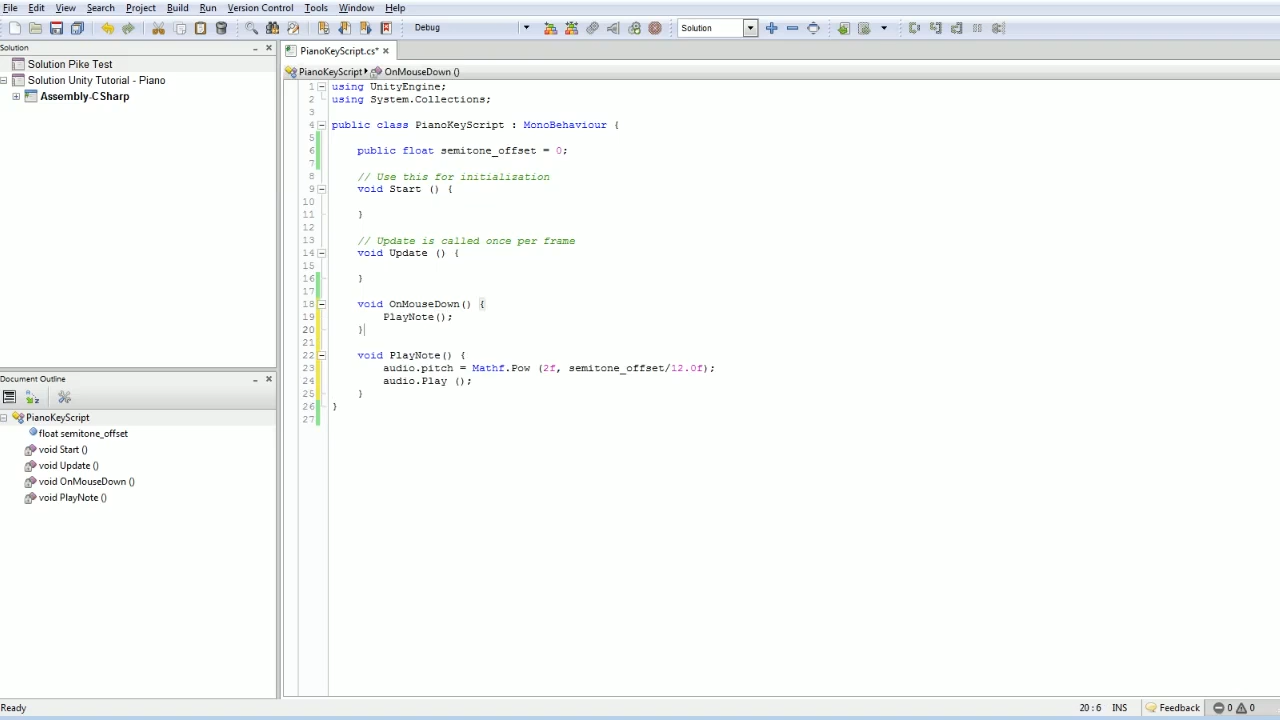 File Edit View Search Project Build Run Version Control Tools Window Help
Debug Solution
Solution
PianoKeyScript.cs*
Solution Pike Test
Solution Unity Tutorial - Piano
Assembly-CSharp
PianoKeyScript OnMouseDown ()
1 using UnityEngine;
2 using System.Collections;
3
4 public class PianoKeyScript : MonoBehaviour {
5
6 public float semitone_offset = 0;
7
8 // Use this for initialization
9 void Start () {
10
11 }
12
13 // Update is called once per frame
14 void Update () {
15
16 }
17
18 void OnMouseDown() {
19 PlayNote();
20 }
21
22 void PlayNote() {
23 audio.pitch = Mathf.Pow (2f, semitone_offset/12.0f);
24 audio.Play ();
25 }
26 }
27
Document Outline
PianoKeyScript
float semitone_offset
void Start ()
void Update ()
void OnMouseDown ()
void PlayNote ()
Ready 20 : 6 INS Feedback 0 0